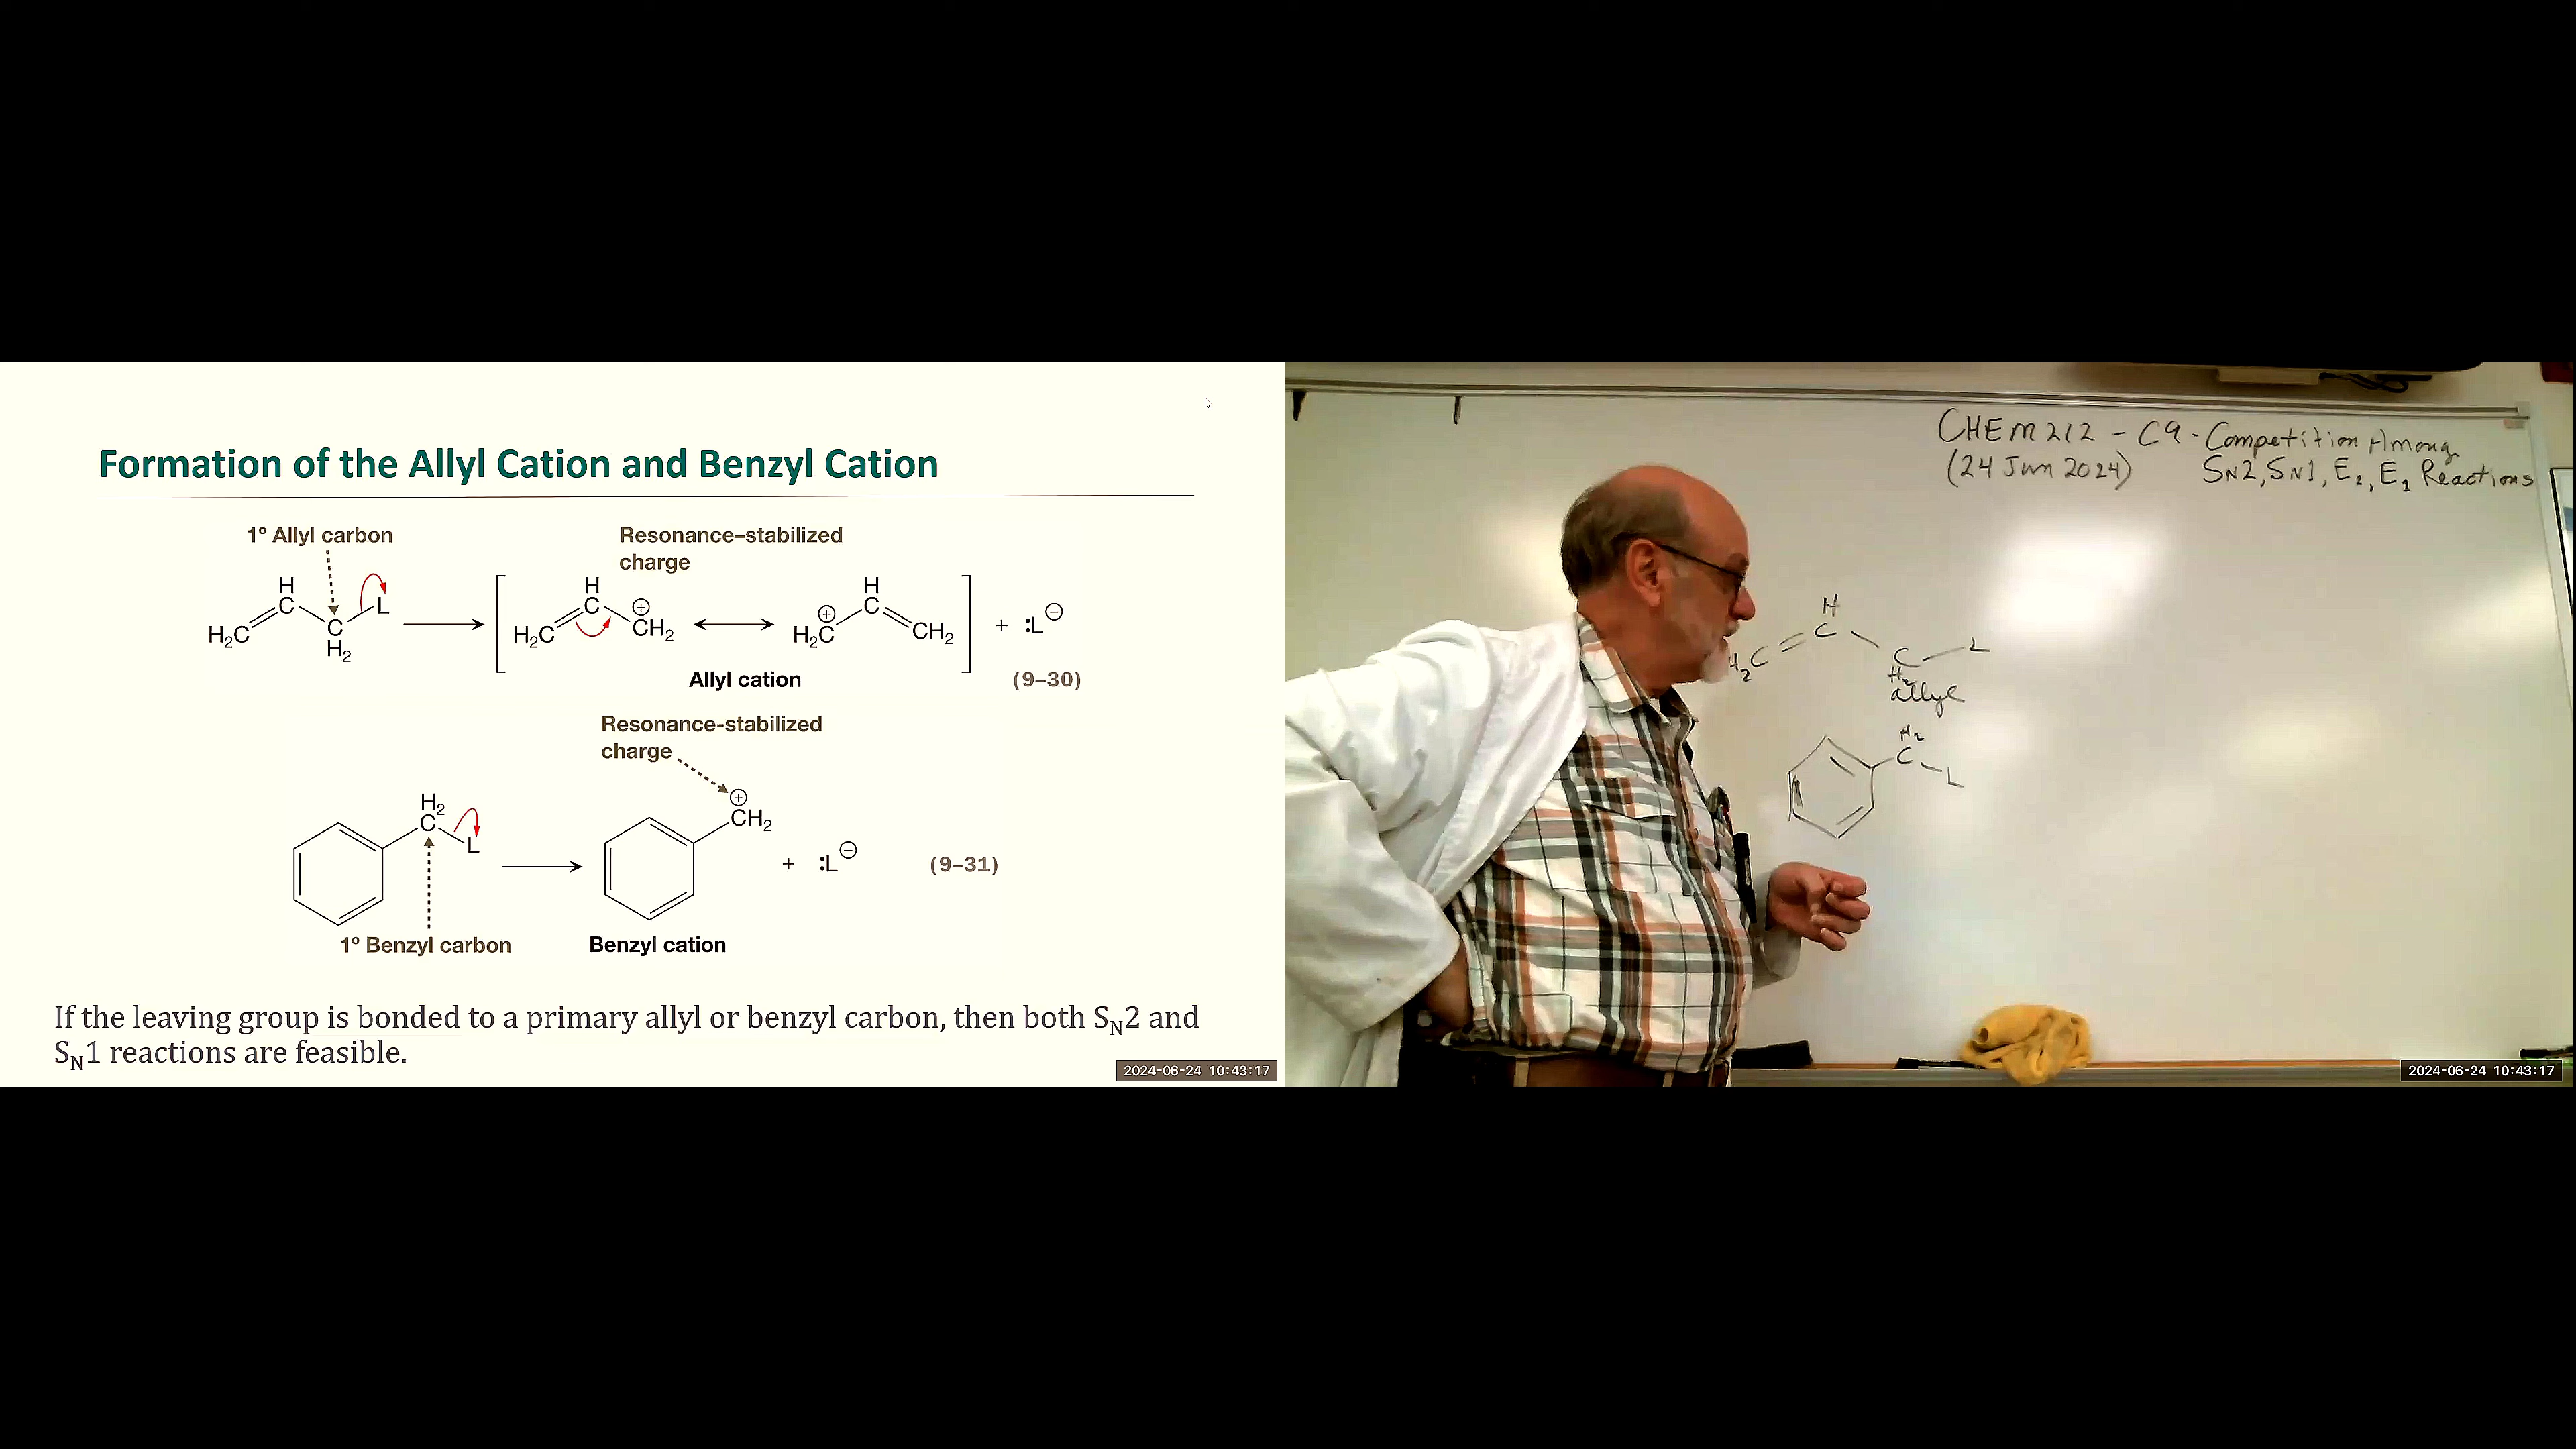 Formation of the Allyl Cation and Benzyl Cation
1º Allyl carbon
Resonance–stabilized
charge
H
H
H
C
L
C
⊕
⊕
C
H₂C
C
H₂C
CH₂
H₂C
CH₂
+ :L⊖
H₂
Allyl cation
(9–30)
Resonance-stabilized
charge
H₂
C
L
⊕
CH₂
+ :L⊖
(9–31)
1º Benzyl carbon
Benzyl cation
If the leaving group is bonded to a primary allyl or benzyl carbon, then both SN2 and
SN1 reactions are feasible.
2024-06-24 10:43:17
CHEM212 - C9 - Competition Among
(24 Jun 2024) SN2, SN1, E2, E1 Reactions
H
C
H₂C
C
L
H₂
allyl
H₂
C
L
2024-06-24 10:43:17